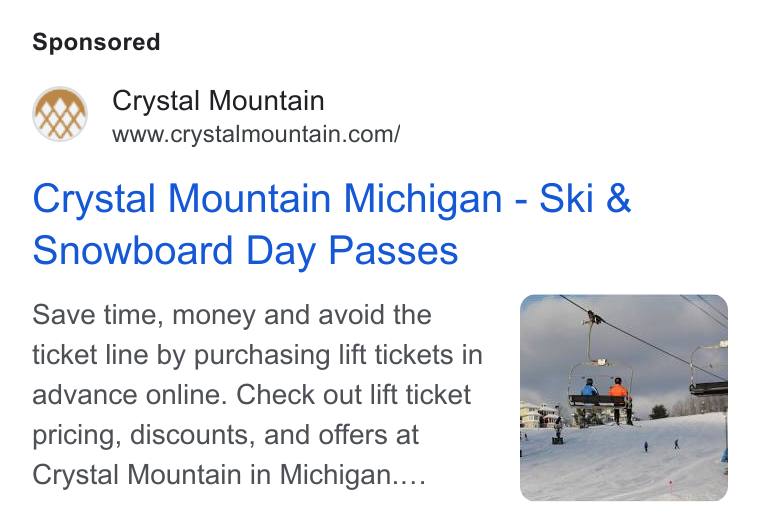 Sponsored
Crystal Mountain
www.crystalmountain.com/
Crystal Mountain Michigan - Ski &
Snowboard Day Passes
Save time, money and avoid the
ticket line by purchasing lift tickets in
advance online. Check out lift ticket
pricing, discounts, and offers at
Crystal Mountain in Michigan.…